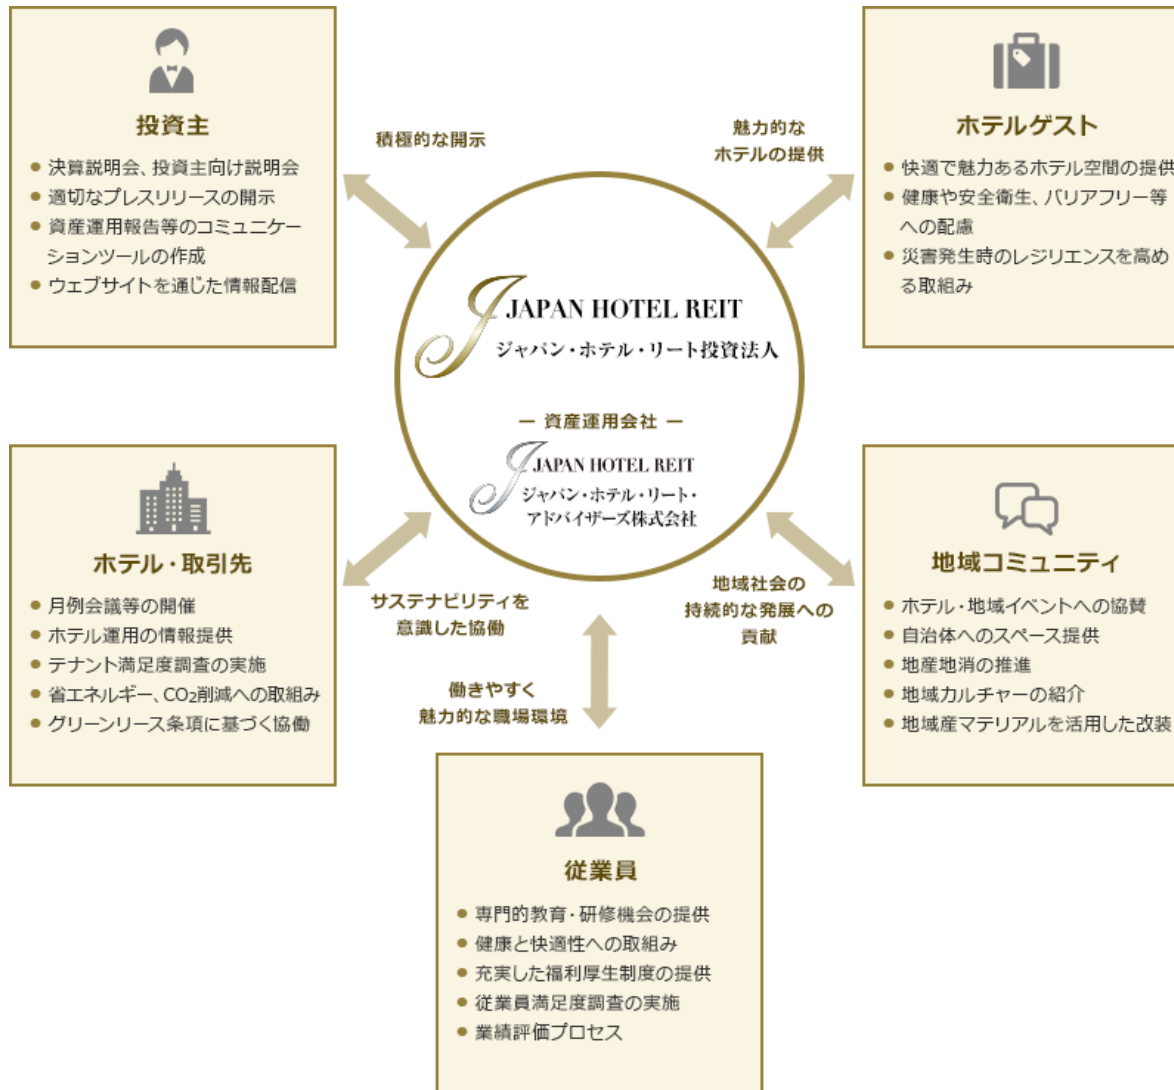 投資主
● 決算説明会、投資主向け説明会
● 適切なプレスリリースの開示
● 資産運用報告等のコミュニケー
ションツールの作成
● ウェブサイトを通じた情報配信
積極的な開示
魅力的な
ホテルの提供
ホテルゲスト
● 快適で魅力あるホテル空間の提供
● 健康や安全衛生、バリアフリー等
への配慮
● 災害発生時のレジリエンスを高め
る取組み
JAPAN HOTEL REIT
ジャパン・ホテル・リート投資法人
― 資産運用会社 ―
JAPAN HOTEL REIT
ジャパン・ホテル・リート・
アドバイザーズ株式会社
ホテル・取引先
● 月例会議等の開催
● ホテル運用の情報提供
● テナント満足度調査の実施
● 省エネルギー、CO₂削減への取組み
● グリーンリース条項に基づく協働
サステナビリティを
意識した協働
働きやすく
魅力的な職場環境
地域社会の
持続的な発展への
貢献
地域コミュニティ
● ホテル・地域イベントへの協賛
● 自治体へのスペース提供
● 地産地消の推進
● 地域カルチャーの紹介
● 地域産マテリアルを活用した改装
従業員
● 専門的教育・研修機会の提供
● 健康と快適性への取組み
● 充実した福利厚生制度の提供
● 従業員満足度調査の実施
● 業績評価プロセス